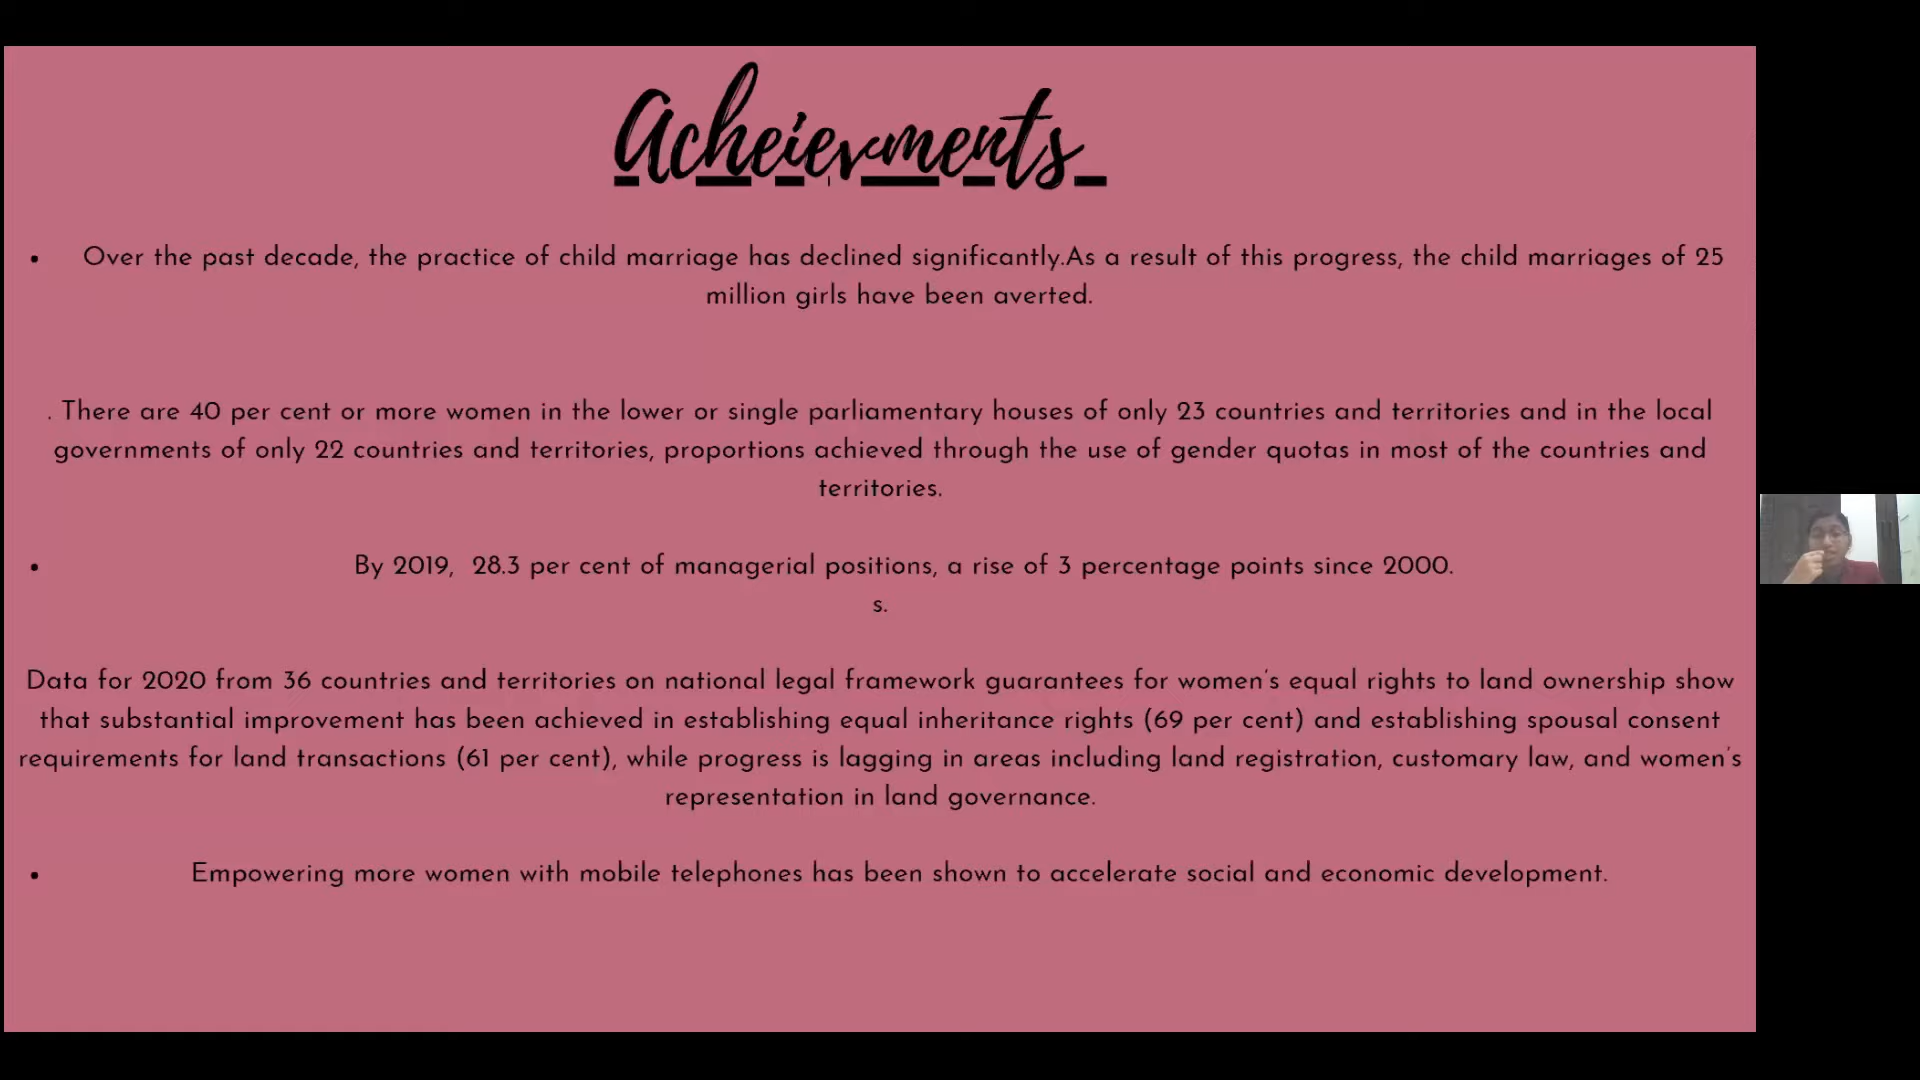 Acheievments
• Over the past decade, the practice of child marriage has declined significantly.As a result of this progress, the child marriages of 25
million girls have been averted.
. There are 40 per cent or more women in the lower or single parliamentary houses of only 23 countries and territories and in the local
governments of only 22 countries and territories, proportions achieved through the use of gender quotas in most of the countries and
territories.
• By 2019, 28.3 per cent of managerial positions, a rise of 3 percentage points since 2000.
s.
Data for 2020 from 36 countries and territories on national legal framework guarantees for women's equal rights to land ownership show
that substantial improvement has been achieved in establishing equal inheritance rights (69 per cent) and establishing spousal consent
requirements for land transactions (61 per cent), while progress is lagging in areas including land registration, customary law, and women's
representation in land governance.
• Empowering more women with mobile telephones has been shown to accelerate social and economic development.